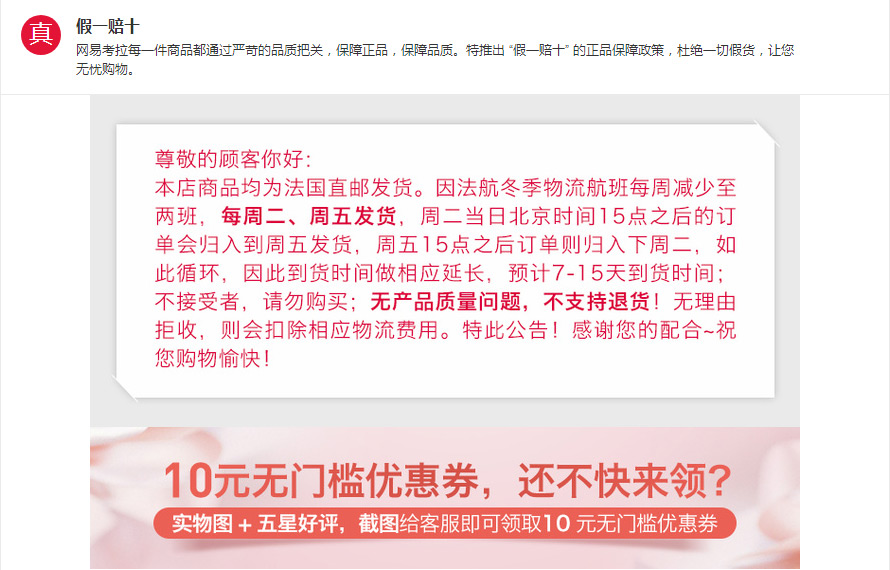 真
假一赔十
网易考拉每一件商品都通过严苛的品质把关，保障正品，保障品质。特推出 “假一赔十” 的正品保障政策，杜绝一切假货，让您
无忧购物。
尊敬的顾客你好：
本店商品均为法国直邮发货。因法航冬季物流航班每周减少至
两班，每周二、周五发货，周二当日北京时间15点之后的订
单会归入到周五发货，周五15点之后订单则归入下周二，如
此循环，因此到货时间做相应延长，预计7-15天到货时间；
不接受者，请勿购买；无产品质量问题，不支持退货！无理由
拒收，则会扣除相应物流费用。特此公告！感谢您的配合~祝
您购物愉快！
10元无门槛优惠券，还不快来领？
实物图 + 五星好评，截图给客服即可领取10 元无门槛优惠券